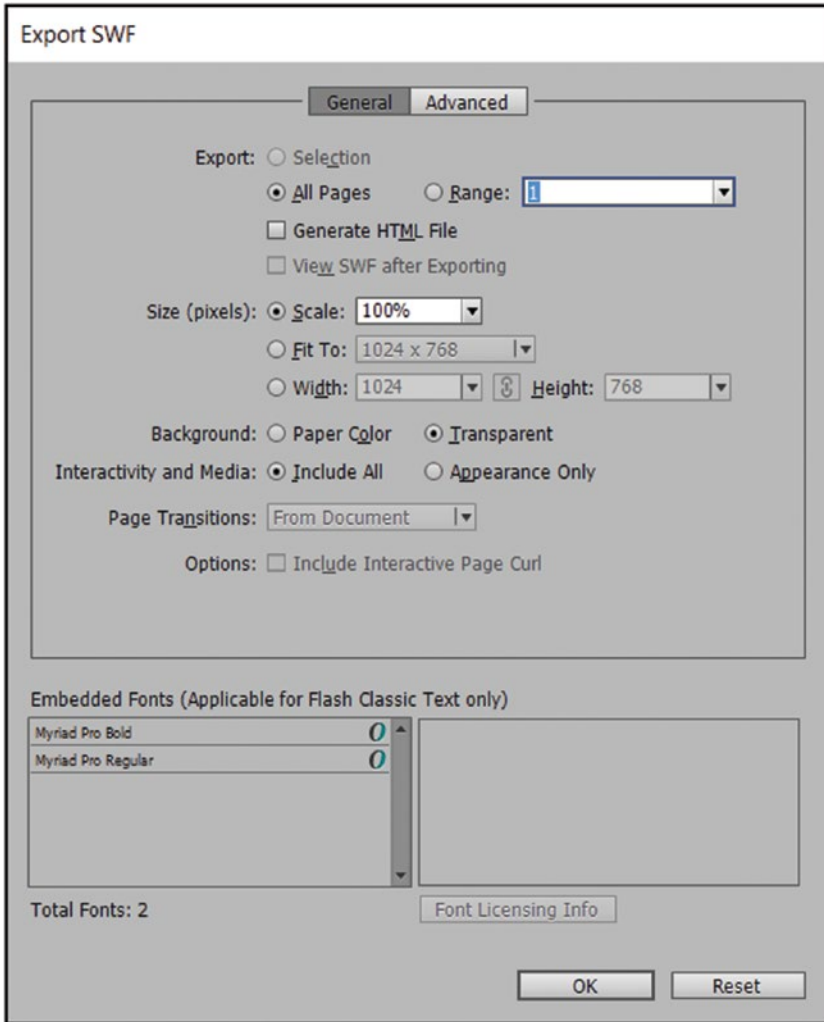 Export SWF
General Advanced
Export: Selection
All Pages Range: 1
Generate HTML File
View SWF after Exporting
Size (pixels): Scale: 100%
Fit To: 1024 x 768
Width: 1024 Height: 768
Background: Paper Color Transparent
Interactivity and Media: Include All Appearance Only
Page Transitions: From Document
Options: Include Interactive Page Curl
Embedded Fonts (Applicable for Flash Classic Text only)
Myriad Pro Bold O
Myriad Pro Regular O
Total Fonts: 2 Font Licensing Info
OK Reset